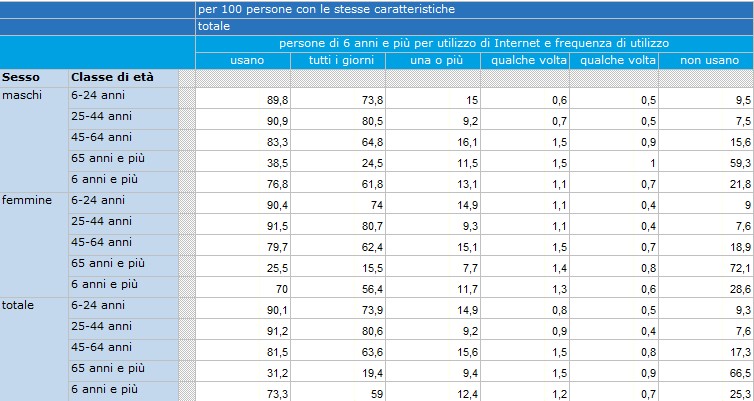 per 100 persone con le stesse caratteristiche
totale
persone di 6 anni e più per utilizzo di Internet e frequenza di utilizzo
usano tutti i giorni una o più qualche volta qualche volta non usano
Sesso Classe di età
maschi 6-24 anni 89,8 73,8 15 0,6 0,5 9,5
25-44 anni 90,9 80,5 9,2 0,7 0,5 7,5
45-64 anni 83,3 64,8 16,1 1,5 0,9 15,6
65 anni e più 38,5 24,5 11,5 1,5 1 59,3
6 anni e più 76,8 61,8 13,1 1,1 0,7 21,8
femmine 6-24 anni 90,4 74 14,9 1,1 0,4 9
25-44 anni 91,5 80,7 9,3 1,1 0,4 7,6
45-64 anni 79,7 62,4 15,1 1,5 0,7 18,9
65 anni e più 25,5 15,5 7,7 1,4 0,8 72,1
6 anni e più 70 56,4 11,7 1,3 0,6 28,6
totale 6-24 anni 90,1 73,9 14,9 0,8 0,5 9,3
25-44 anni 91,2 80,6 9,2 0,9 0,4 7,6
45-64 anni 81,5 63,6 15,6 1,5 0,8 17,3
65 anni e più 31,2 19,4 9,4 1,5 0,9 66,5
6 anni e più 73,3 59 12,4 1,2 0,7 25,3